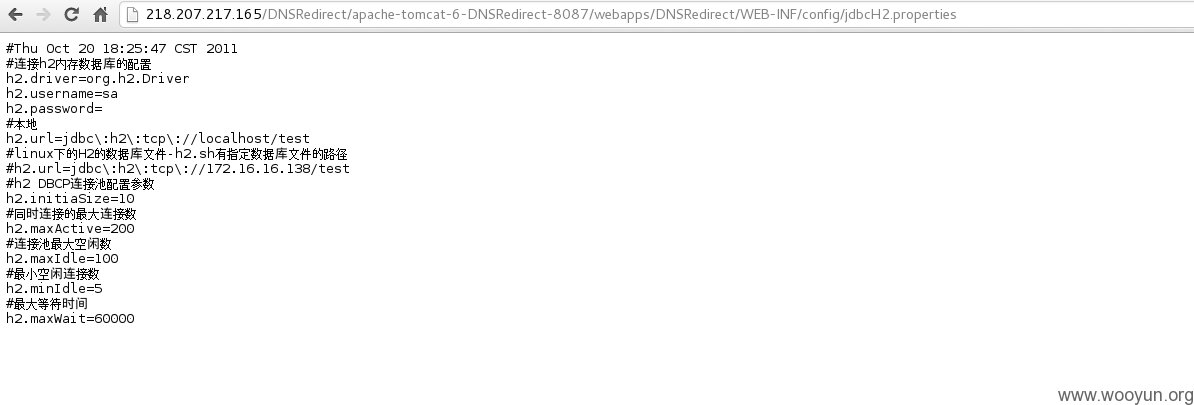 218.207.217.165/DNSRedirect/apache-tomcat-6-DNSRedirect-8087/webapps/DNSRedirect/WEB-INF/config/jdbcH2.properties
#Thu Oct 20 18:25:47 CST 2011
#连接h2内存数据库的配置
h2.driver=org.h2.Driver
h2.username=sa
h2.password=
#本地
h2.url=jdbc\:h2\:tcp\://localhost/test
#linux下的H2的数据库文件-h2.sh有指定数据库文件的路径
#h2.url=jdbc\:h2\:tcp\://172.16.16.138/test
#h2 DBCP连接池配置参数
h2.initiaSize=10
#同时连接的最大连接数
h2.maxActive=200
#连接池最大空闲数
h2.maxIdle=100
#最小空闲连接数
h2.minIdle=5
#最大等待时间
h2.maxWait=60000
www.wooyun.org